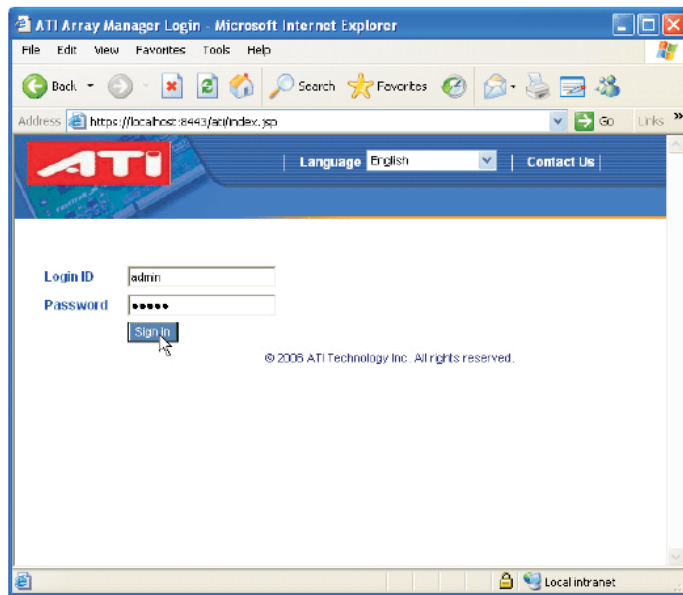 ATI Array Manager Login - Microsoft Internet Explorer
File Edit View Favorites Tools Help
Back Search Favorites
Address https://localhost:8443/ati/index.jsp Go Links »
ATI Language English Contact Us
Login ID admin
Password •••••
Sign In
© 2006 ATI Technology Inc. All rights reserved.
Local intranet